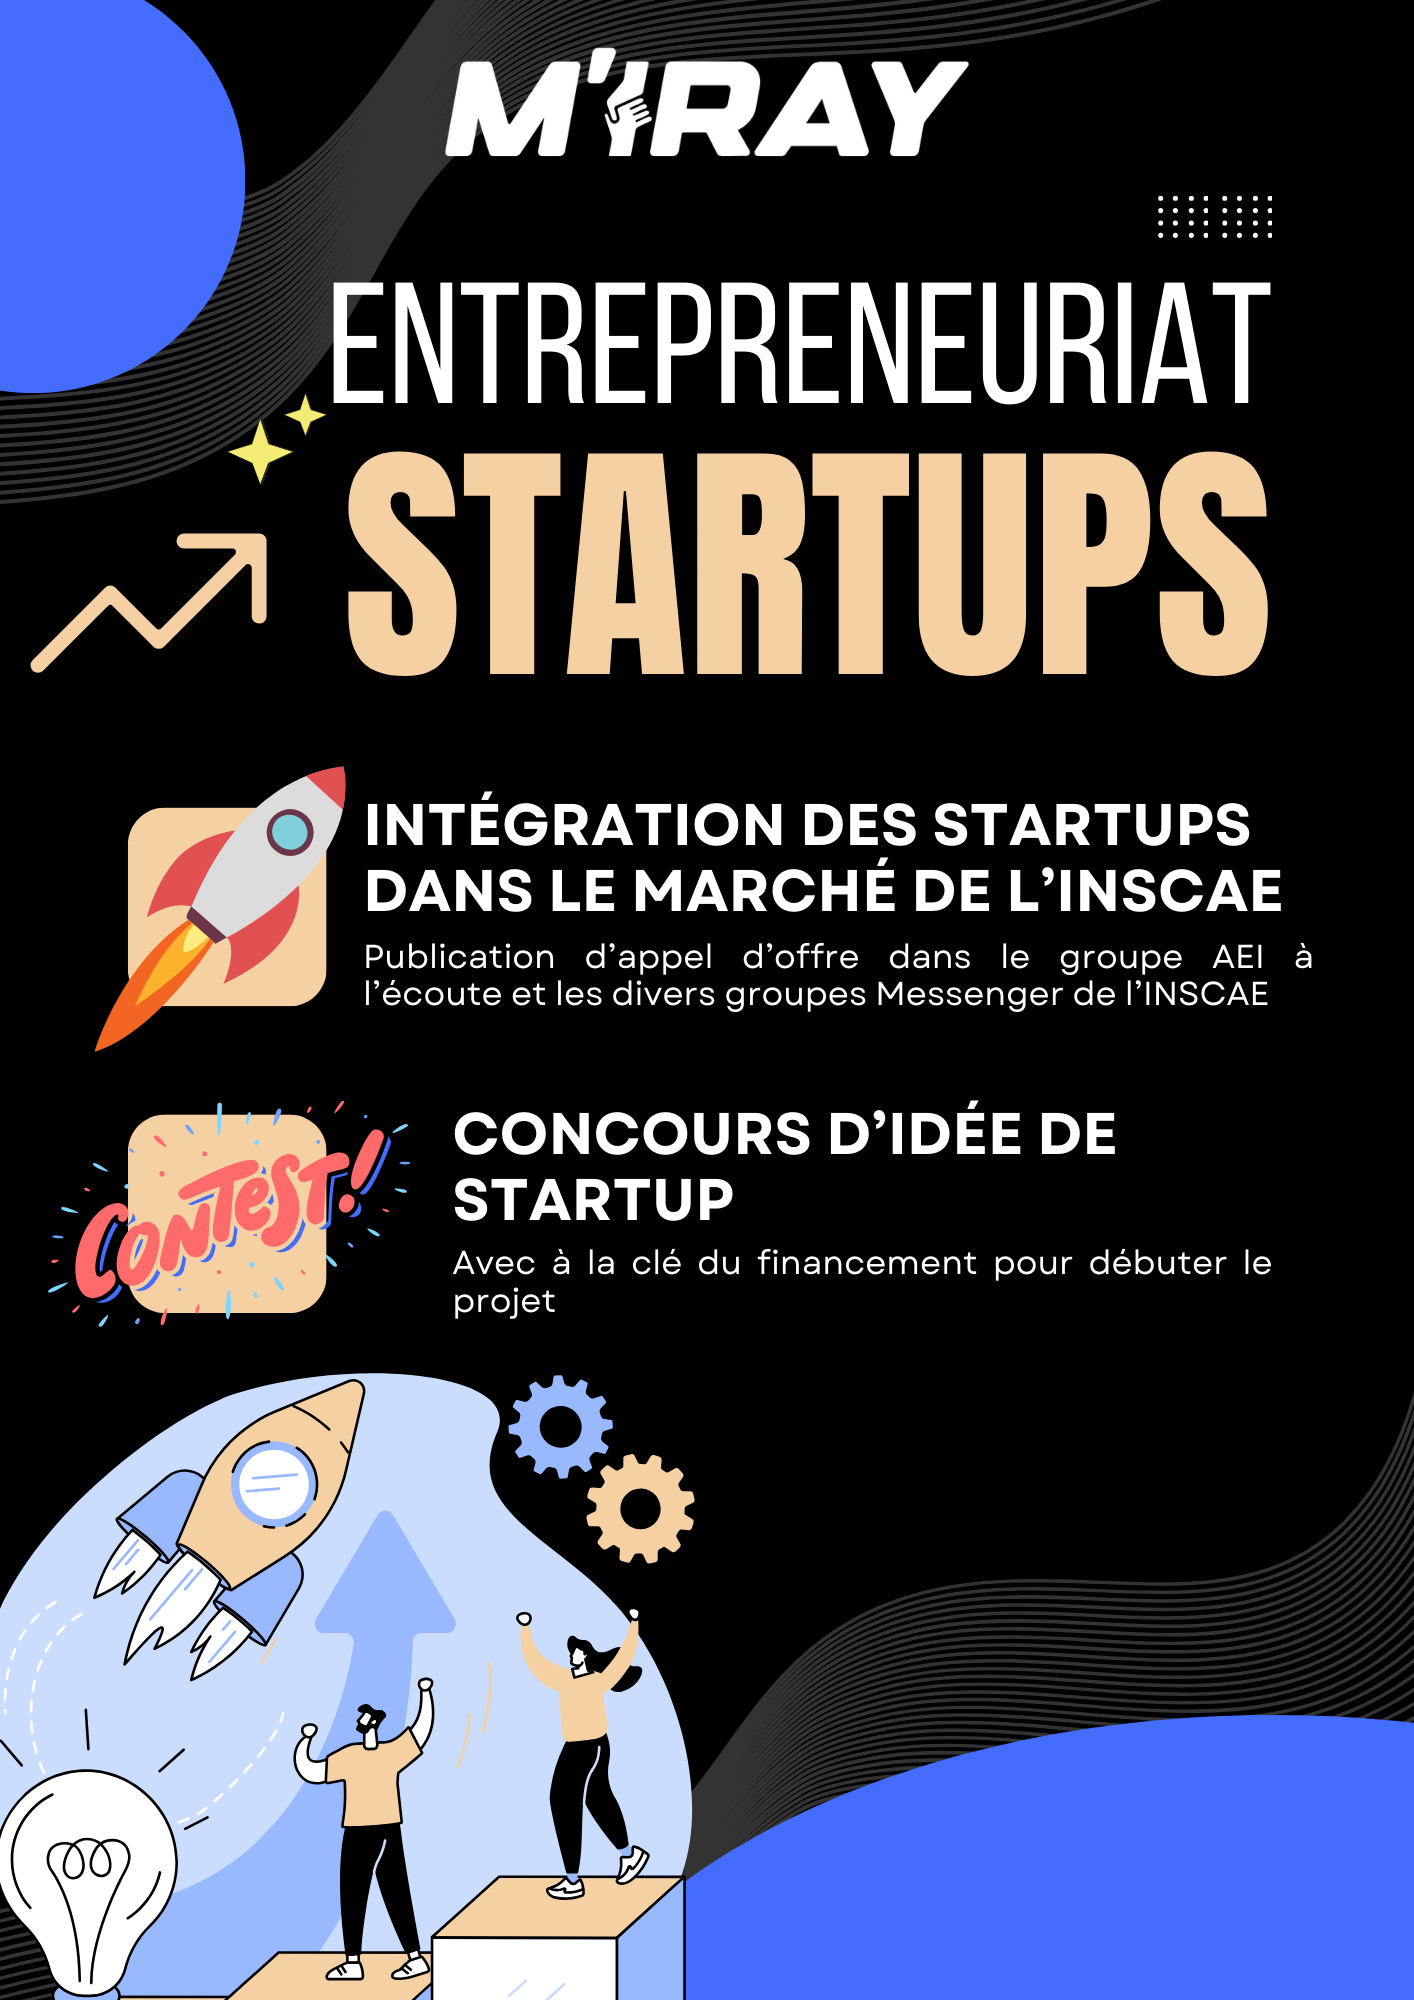 M'IRAY
ENTREPRENEURIAT
STARTUPS
INTÉGRATION DES STARTUPS
DANS LE MARCHÉ DE L’INSCAE
Publication d’appel d’offre dans le groupe AEI à
l’écoute et les divers groupes Messenger de l’INSCAE
CONTEST!
CONCOURS D’IDÉE DE
STARTUP
Avec à la clé du financement pour débuter le
projet